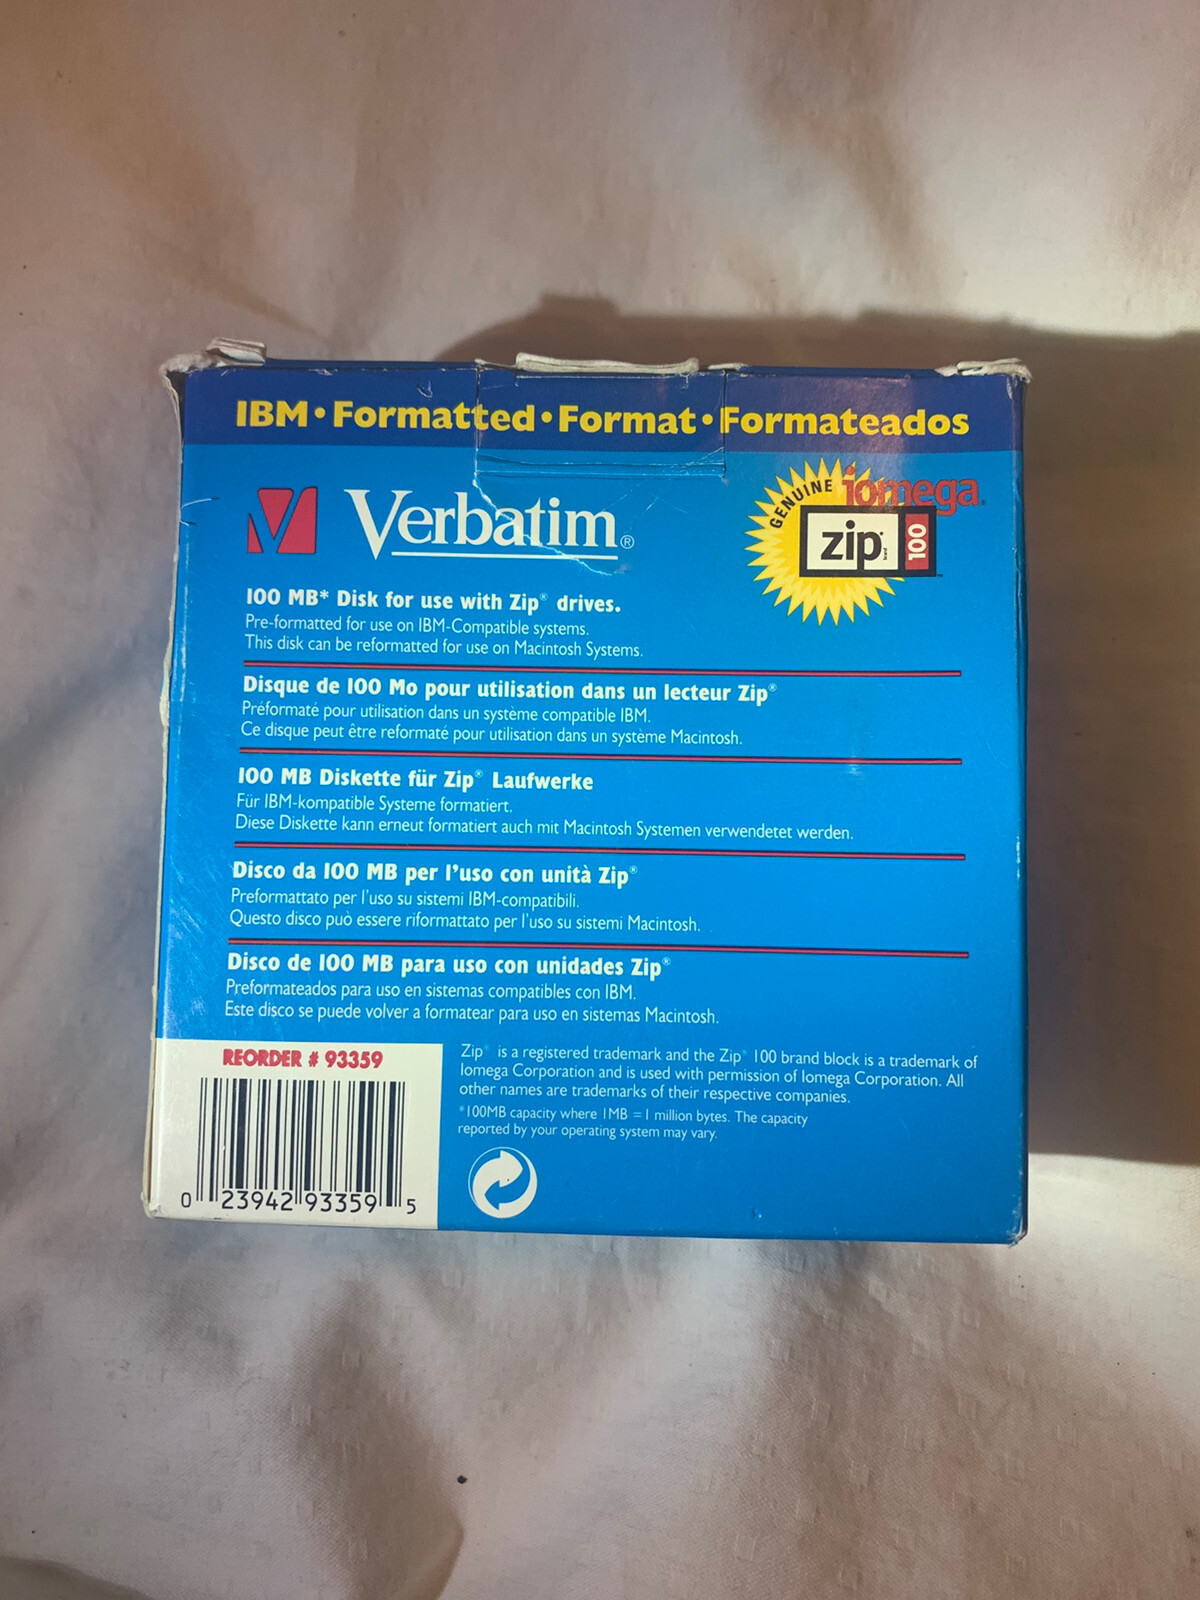 IBM • Formatted • Format • Formateados
Verbatim®
GENUINE iomega®
zip® brand 100
100 MB* Disk for use with Zip® drives.
Pre-formatted for use on IBM-Compatible systems.
This disk can be reformatted for use on Macintosh Systems.
Disque de 100 Mo pour utilisation dans un lecteur Zip®
Préformaté pour utilisation dans un système compatible IBM.
Ce disque peut être reformaté pour utilisation dans un système Macintosh.
100 MB Diskette für Zip® Laufwerke
Für IBM-kompatible Systeme formatiert.
Diese Diskette kann erneut formatiert auch mit Macintosh Systemen verwendetet werden.
Disco da 100 MB per l'uso con unità Zip®
Preformattato per l'uso su sistemi IBM-compatibili.
Questo disco può essere riformattato per l'uso su sistemi Macintosh.
Disco de 100 MB para uso con unidades Zip®
Preformateados para uso en sistemas compatibles con IBM.
Este disco se puede volver a formatear para uso en sistemas Macintosh.
REORDER # 93359
0 23942 93359 5
Zip® is a registered trademark and the Zip® 100 brand block is a trademark of
Iomega Corporation and is used with permission of Iomega Corporation. All
other names are trademarks of their respective companies.
*100MB capacity where 1MB = 1 million bytes. The capacity
reported by your operating system may vary.